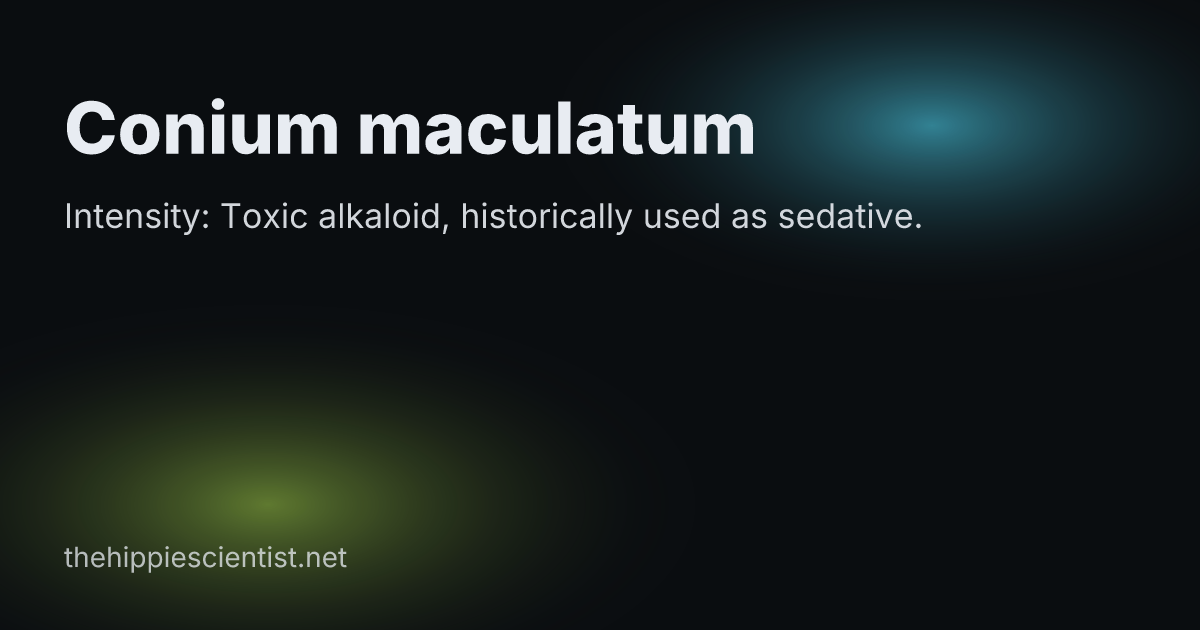 Conium maculatum
Intensity: Toxic alkaloid, historically used as sedative.
thehippiescientist.net